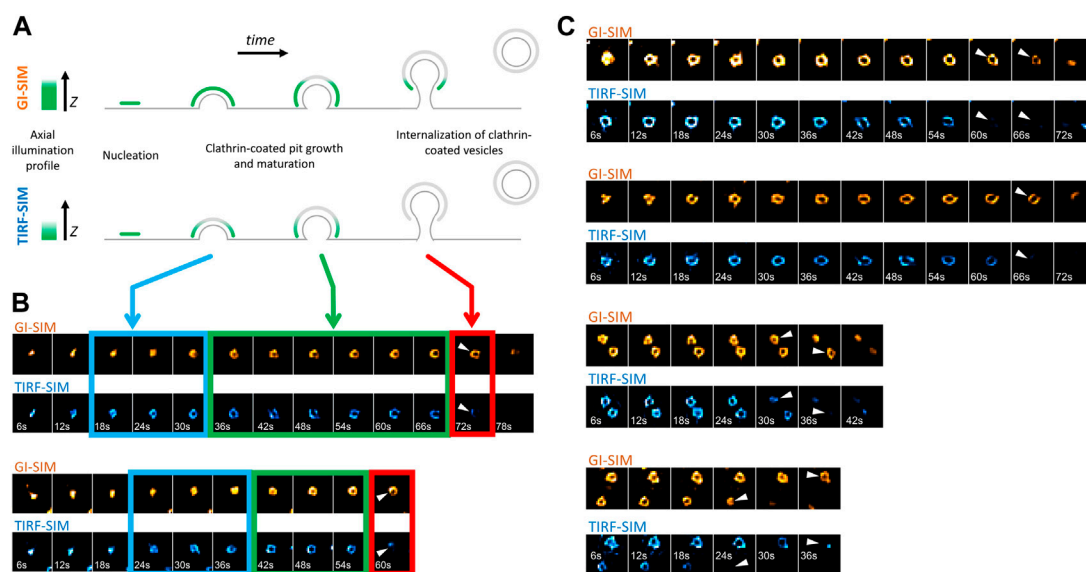 A
time
GI-SIM
Z
Axial
illumination
profile
Nucleation
Clathrin-coated pit growth
and maturation
Internalization of clathrin-
coated vesicles
TIRF-SIM
Z
B
GI-SIM
TIRF-SIM
6s 12s 18s 24s 30s 36s 42s 48s 54s 60s 66s 72s 78s
GI-SIM
TIRF-SIM
6s 12s 18s 24s 30s 36s 42s 48s 54s 60s
C
GI-SIM
TIRF-SIM
6s 12s 18s 24s 30s 36s 42s 48s 54s 60s 66s 72s
GI-SIM
TIRF-SIM
6s 12s 18s 24s 30s 36s 42s 48s 54s 60s 66s 72s
GI-SIM
TIRF-SIM
6s 12s 18s 24s 30s 36s 42s
GI-SIM
TIRF-SIM
6s 12s 18s 24s 30s 36s